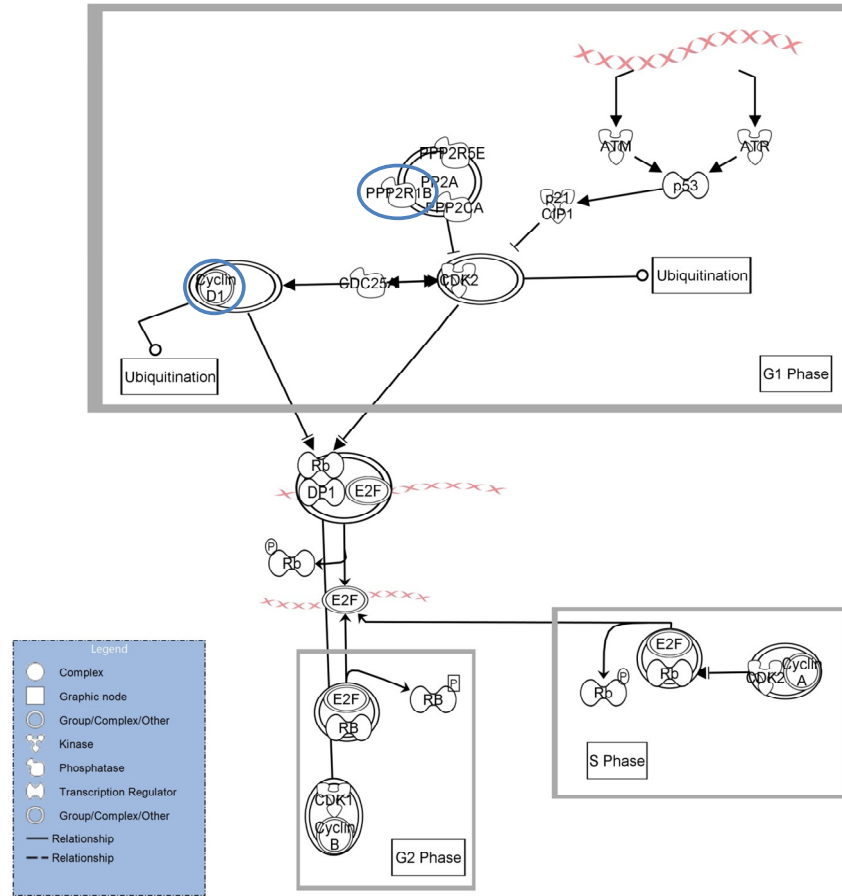 ATM
ATR
PPP2R5E
PP2A
PPP2R1B
PPP2CA
p53
p21
CIP1
Cyclin
D1
CDC25A
CDK2
Ubiquitination
Ubiquitination
G1 Phase
Rb
DP1
E2F
P
Rb
E2F
E2F
Rb
P
Rb
CDK2
Cyclin
A
S Phase
E2F
RB
P
RB
CDK1
Cyclin
B
G2 Phase
Legend
Complex
Graphic node
Group/Complex/Other
Kinase
Phosphatase
Transcription Regulator
Group/Complex/Other
Relationship
Relationship